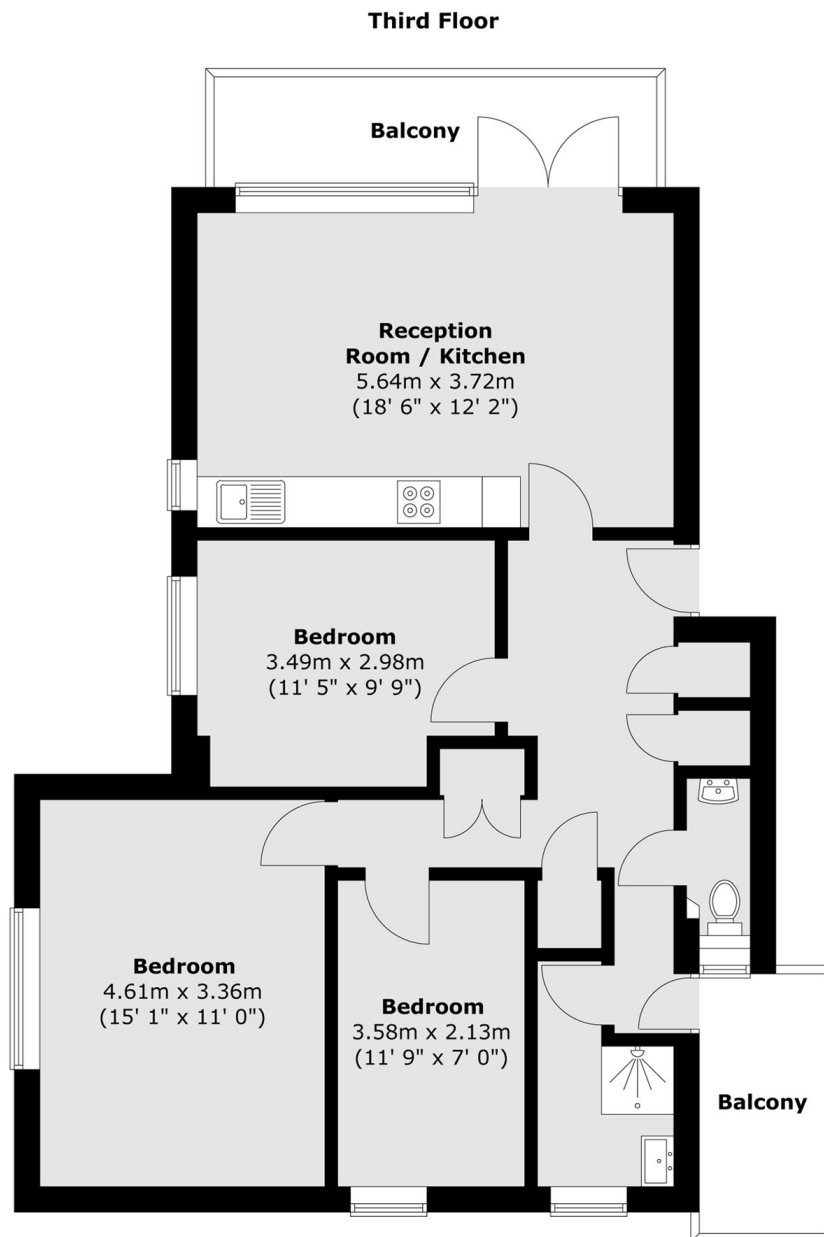 Third Floor
Balcony
Reception
Room / Kitchen
5.64m x 3.72m
(18' 6" x 12' 2")
Bedroom
3.49m x 2.98m
(11' 5" x 9' 9")
Bedroom
4.61m x 3.36m
(15' 1" x 11' 0")
Bedroom
3.58m x 2.13m
(11' 9" x 7' 0")
Balcony